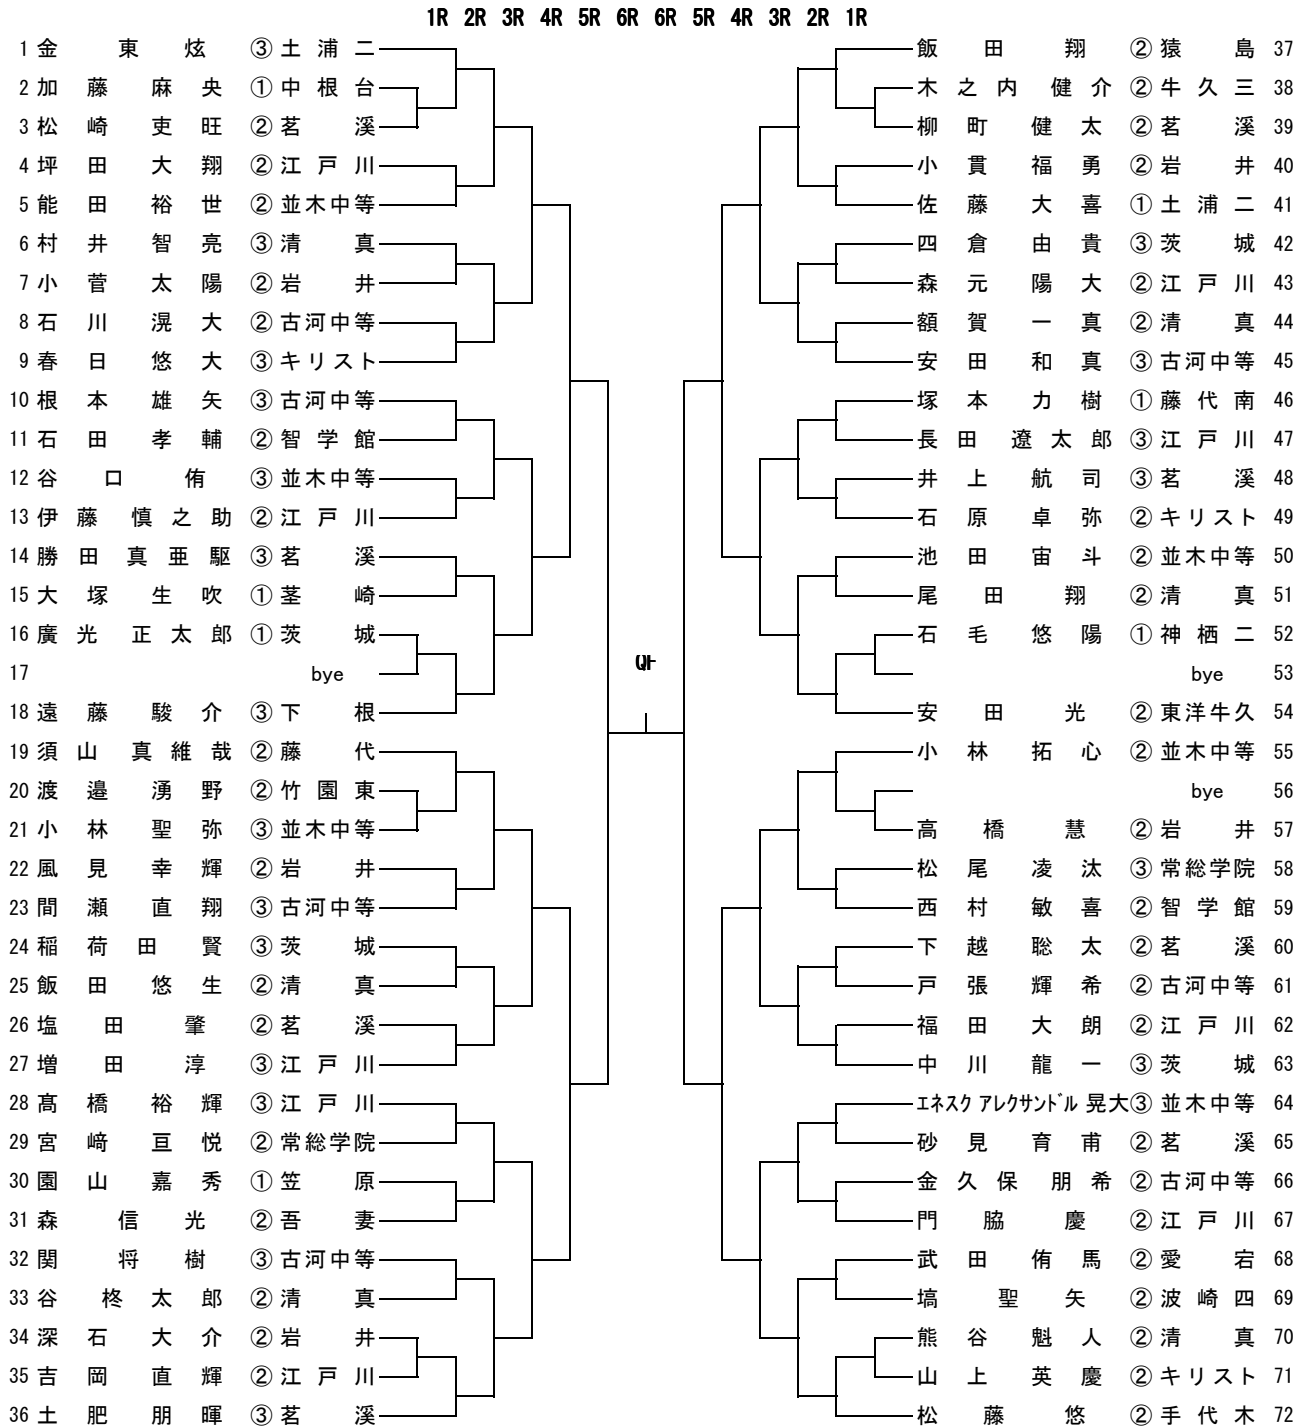 1R 2R 3R 4R 5R 6R 6R 5R 4R 3R 2R 1R
1 金 東 炫 ③ 土浦二
2 加藤 麻央 ① 中根台
3 松崎 吏旺 ② 茗溪
4 坪田 大翔 ② 江戸川
5 能田 裕世 ② 並木中等
6 村井 智亮 ③ 清真
7 小菅 太陽 ② 岩井
8 石川 滉大 ② 古河中等
9 春日 悠大 ③ キリスト
10 根本 雄矢 ③ 古河中等
11 石田 孝輔 ② 智学館
12 谷口 侑 ③ 並木中等
13 伊藤 慎之助 ② 江戸川
14 勝田 真亜駆 ③ 茗溪
15 大塚 生吹 ① 茎崎
16 廣光 正太郎 ① 茨城
17 bye
18 遠藤 駿介 ③ 下根
19 須山 真維哉 ② 藤代
20 渡邉 湧野 ② 竹園東
21 小林 聖弥 ③ 並木中等
22 風見 幸輝 ② 岩井
23 間瀬 直翔 ③ 古河中等
24 稲荷田 賢 ③ 茨城
25 飯田 悠生 ② 清真
26 塩田 肇 ② 茗溪
27 増田 淳 ③ 江戸川
28 髙橋 裕輝 ③ 江戸川
29 宮﨑 亘悦 ② 常総学院
30 園山 嘉秀 ① 笠原
31 森 信光 ② 吾妻
32 関 将樹 ③ 古河中等
33 谷 柊太郎 ② 清真
34 深石 大介 ② 岩井
35 吉岡 直輝 ② 江戸川
36 土肥 朋暉 ③ 茗溪
QF
飯田 翔 ② 猿島 37
木之内 健介 ② 牛久三 38
柳町 健太 ② 茗溪 39
小貫 福勇 ② 岩井 40
佐藤 大喜 ① 土浦二 41
四倉 由貴 ③ 茨城 42
森元 陽大 ② 江戸川 43
額賀 一真 ② 清真 44
安田 和真 ③ 古河中等 45
塚本 力樹 ① 藤代南 46
長田 遼太郎 ③ 江戸川 47
井上 航司 ③ 茗溪 48
石原 卓弥 ② キリスト 49
池田 宙斗 ② 並木中等 50
尾田 翔 ② 清真 51
石毛 悠陽 ① 神栖二 52
bye 53
安田 光 ② 東洋牛久 54
小林 拓心 ② 並木中等 55
bye 56
高橋 慧 ② 岩井 57
松尾 凌汰 ③ 常総学院 58
西村 敏喜 ② 智学館 59
下越 聡太 ② 茗溪 60
戸張 輝希 ② 古河中等 61
福田 大朗 ② 江戸川 62
中川 龍一 ③ 茨城 63
エネスク アレクサンドル 晃大 ③ 並木中等 64
砂見 育甫 ② 茗溪 65
金久保 朋希 ② 古河中等 66
門脇 慶 ② 江戸川 67
武田 侑馬 ② 愛宕 68
塙 聖矢 ② 波崎四 69
熊谷 魁人 ② 清真 70
山上 英慶 ② キリスト 71
松藤 悠 ② 手代木 72